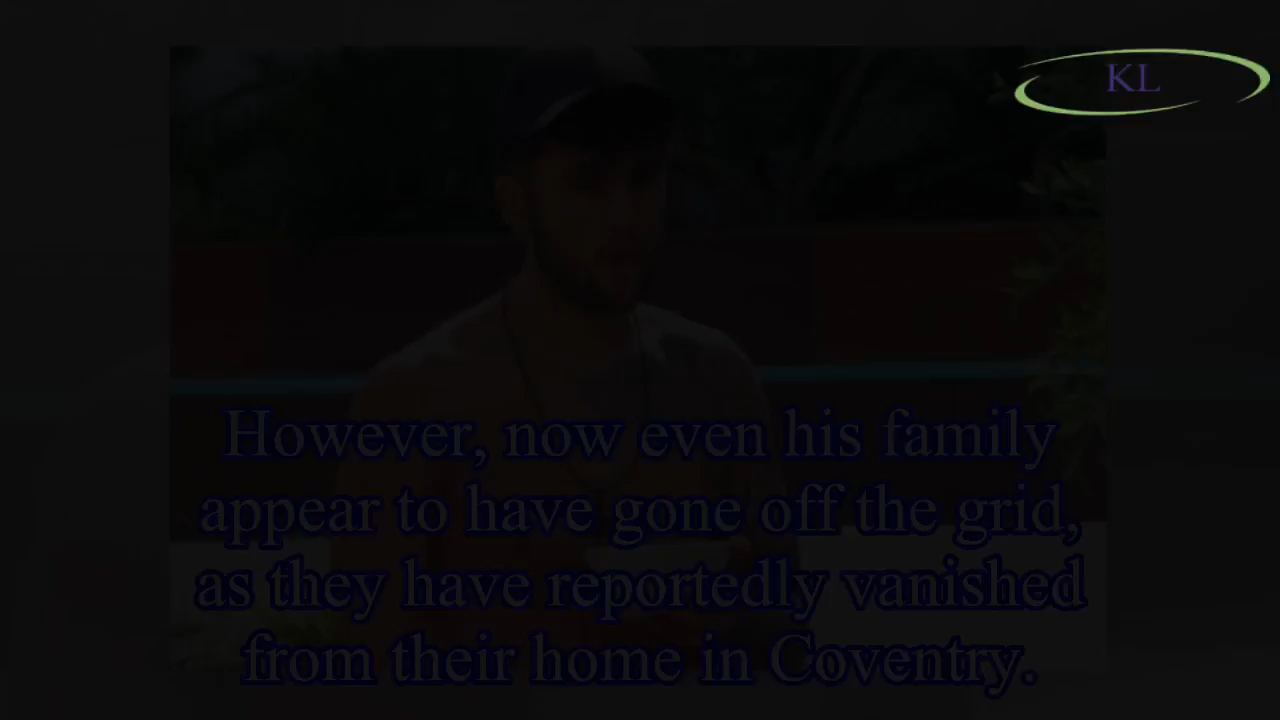 KL
However, now even his family
appear to have gone off the grid,
as they have reportedly vanished
from their home in Coventry.